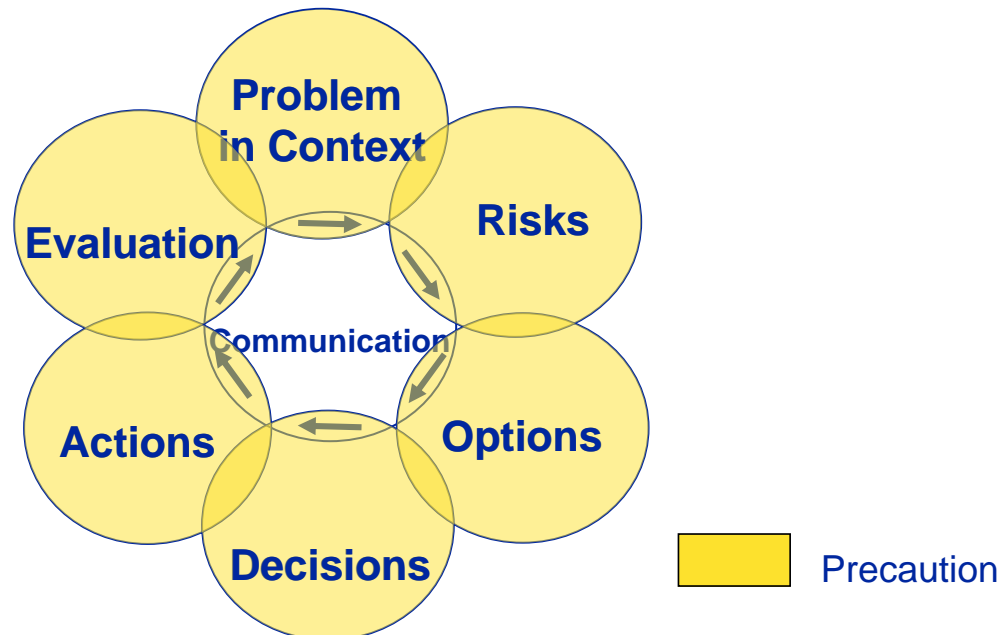 Problem
in Context
Risks
Evaluation
Communication
Options
Actions
Decisions
Precaution